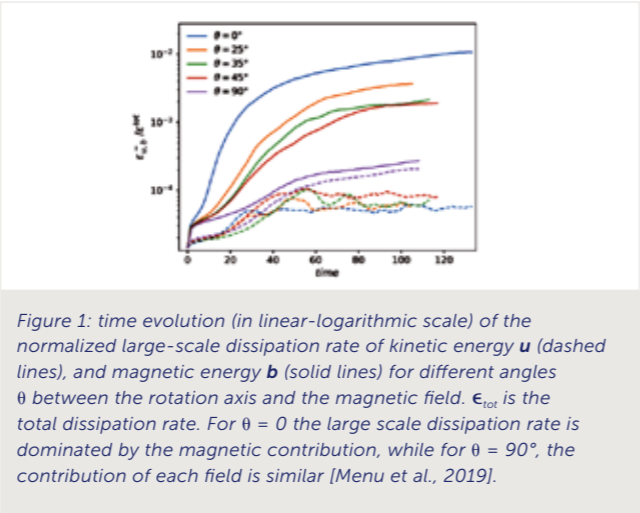 θ = 0°
θ = 25°
θ = 35°
θ = 45°
θ = 90°
10⁻²
10⁻³
10⁻⁴
0 20 40 60 80 100 120
time
Figure 1: time evolution (in linear-logarithmic scale) of the
normalized large-scale dissipation rate of kinetic energy u (dashed
lines), and magnetic energy b (solid lines) for different angles
θ between the rotation axis and the magnetic field. ϵtot is the
total dissipation rate. For θ = 0 the large scale dissipation rate is
dominated by the magnetic contribution, while for θ = 90°, the
contribution of each field is similar [Menu et al., 2019].